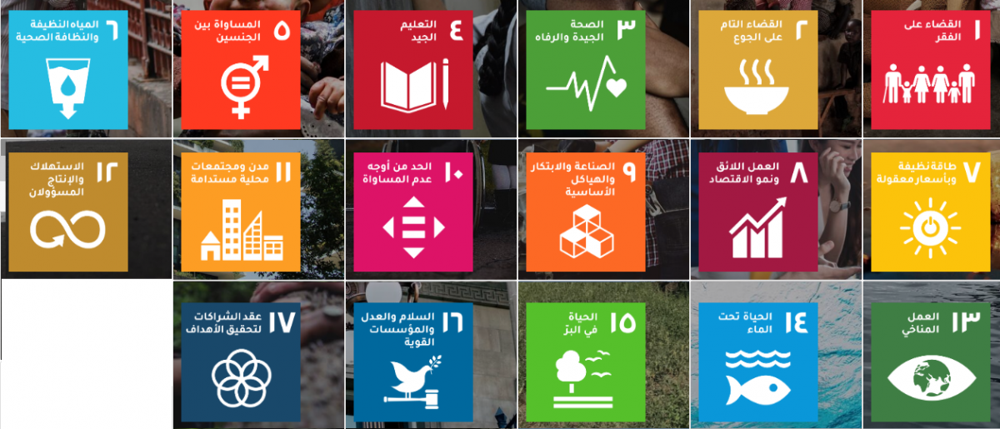 ١
القضاء على
الفقر
٢
القضاء التام
على الجوع
٣
الصحة
الجيدة والرفاه
٤
التعليم
الجيد
٥
المساواة بين
الجنسين
٦
المياه النظيفة
والنظافة الصحية
٧
طاقة نظيفة
وبأسعار معقولة
٨
العمل اللائق
ونمو الاقتصاد
٩
الصناعة والابتكار
والهياكل
الأساسية
١٠
الحد من أوجه
عدم المساواة
١١
مدن ومجتمعات
محلية مستدامة
١٢
الاستهلاك
والإنتاج
المسؤولان
١٣
العمل
المناخي
١٤
الحياة تحت
الماء
١٥
الحياة
في البرّ
١٦
السلام والعدل
والمؤسسات
القوية
١٧
عقد الشراكات
لتحقيق الأهداف